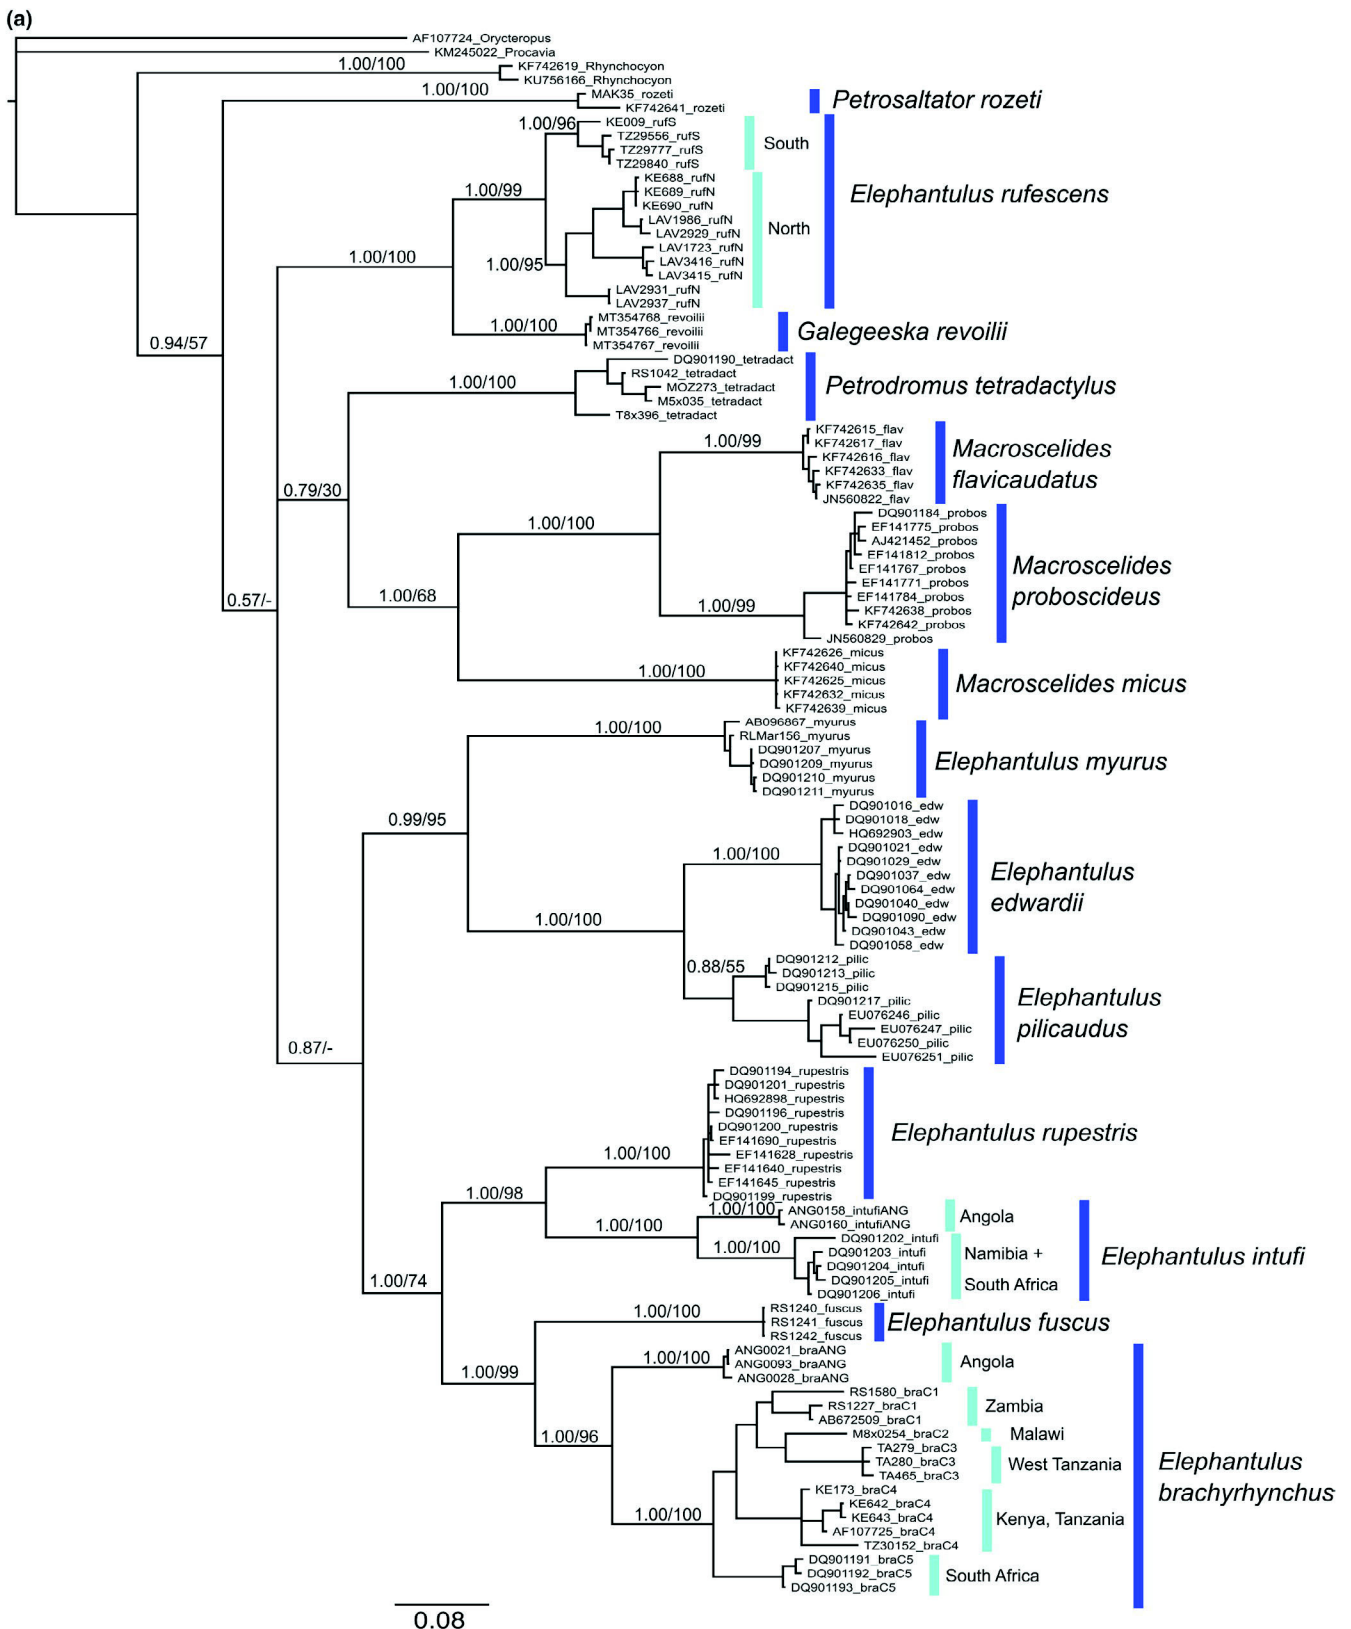 (a)
AF107724_Orycteropus
KM245022_Procavia
1.00/100
KF742619_Rhynchocyon
KU756166_Rhynchocyon
1.00/100
MAK35_rozeti
KF742641_rozeti
Petrosaltator rozeti
1.00/96
KE009_rufS
TZ29556_rufS
TZ29777_rufS
TZ29840_rufS
South
1.00/99
KE688_rufN
KE689_rufN
KE690_rufN
LAV1986_rufN
LAV2929_rufN
LAV1723_rufN
LAV3416_rufN
LAV3415_rufN
LAV2931_rufN
LAV2937_rufN
North
Elephantulus rufescens
1.00/95
1.00/100
1.00/100
MT354768_revoilii
MT354766_revoilii
MT354767_revoilii
Galegeeska revoilii
0.94/57
1.00/100
DQ901190_tetradact
RS1042_tetradact
MOZ273_tetradact
M5x035_tetradact
T8x396_tetradact
Petrodromus tetradactylus
0.79/30
1.00/99
KF742615_flav
KF742617_flav
KF742616_flav
KF742633_flav
KF742635_flav
JN560822_flav
Macroscelides
flavicaudatus
1.00/100
DQ901184_probos
EF141775_probos
AJ421452_probos
EF141812_probos
EF141767_probos
EF141771_probos
EF141784_probos
KF742638_probos
KF742642_probos
JN560829_probos
Macroscelides
proboscideus
1.00/99
1.00/68
0.57/-
1.00/100
KF742626_micus
KF742640_micus
KF742625_micus
KF742632_micus
KF742639_micus
Macroscelides micus
1.00/100
AB096867_myurus
RLMar156_myurus
DQ901207_myurus
DQ901209_myurus
DQ901210_myurus
DQ901211_myurus
Elephantulus myurus
0.99/95
1.00/100
DQ901016_edw
DQ901018_edw
HQ692903_edw
DQ901021_edw
DQ901029_edw
DQ901037_edw
DQ901064_edw
DQ901040_edw
DQ901090_edw
DQ901043_edw
DQ901058_edw
Elephantulus
edwardii
1.00/100
0.88/55
DQ901212_pilic
DQ901213_pilic
DQ901215_pilic
DQ901217_pilic
EU076246_pilic
EU076247_pilic
EU076250_pilic
EU076251_pilic
Elephantulus
pilicaudus
0.87/-
DQ901194_rupestris
DQ901201_rupestris
HQ692898_rupestris
DQ901196_rupestris
DQ901200_rupestris
EF141690_rupestris
EF141628_rupestris
EF141640_rupestris
EF141645_rupestris
DQ901199_rupestris
Elephantulus rupestris
1.00/100
1.00/98
1.00/100
1.00/100
ANG0158_intufiANG
ANG0160_intufiANG
Angola
1.00/100
DQ901202_intufi
DQ901203_intufi
DQ901204_intufi
DQ901205_intufi
DQ901206_intufi
Namibia +
South Africa
Elephantulus intufi
1.00/74
1.00/100
RS1240_fuscus
RS1241_fuscus
RS1242_fuscus
Elephantulus fuscus
1.00/99
1.00/100
ANG0021_braANG
ANG0093_braANG
ANG0028_braANG
Angola
1.00/96
RS1580_braC1
RS1227_braC1
AB672509_braC1
Zambia
M8x0254_braC2
Malawi
TA279_braC3
TA280_braC3
TA465_braC3
West Tanzania
Elephantulus
brachyrhynchus
1.00/100
KE173_braC4
KE642_braC4
KE643_braC4
AF107725_braC4
TZ30152_braC4
Kenya, Tanzania
DQ901191_braC5
DQ901192_braC5
DQ901193_braC5
South Africa
0.08